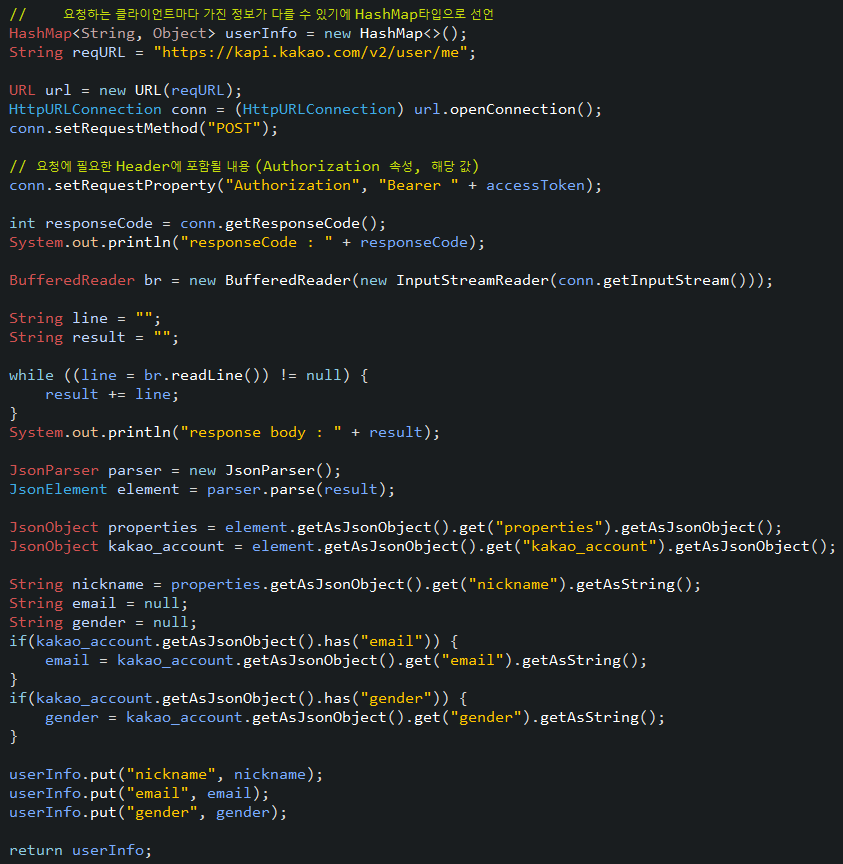 //    요청하는 클라이언트마다 가진 정보가 다를 수 있기에 HashMap타입으로 선언
HashMap<String, Object> userInfo = new HashMap<>();
String reqURL = "https://kapi.kakao.com/v2/user/me";
URL url = new URL(reqURL);
HttpURLConnection conn = (HttpURLConnection) url.openConnection();
conn.setRequestMethod("POST");
// 요청에 필요한 Header에 포함될 내용 (Authorization 속성, 해당 값)
conn.setRequestProperty("Authorization", "Bearer " + accessToken);
int responseCode = conn.getResponseCode();
System.out.println("responseCode : " + responseCode);
BufferedReader br = new BufferedReader(new InputStreamReader(conn.getInputStream()));
String line = "";
String result = "";
while ((line = br.readLine()) != null) {
    result += line;
}
System.out.println("response body : " + result);
JsonParser parser = new JsonParser();
JsonElement element = parser.parse(result);
JsonObject properties = element.getAsJsonObject().get("properties").getAsJsonObject();
JsonObject kakao_account = element.getAsJsonObject().get("kakao_account").getAsJsonObject();
String nickname = properties.getAsJsonObject().get("nickname").getAsString();
String email = null;
String gender = null;
if(kakao_account.getAsJsonObject().has("email")) {
    email = kakao_account.getAsJsonObject().get("email").getAsString();
}
if(kakao_account.getAsJsonObject().has("gender")) {
    gender = kakao_account.getAsJsonObject().get("gender").getAsString();
}
userInfo.put("nickname", nickname);
userInfo.put("email", email);
userInfo.put("gender", gender);
return userInfo;